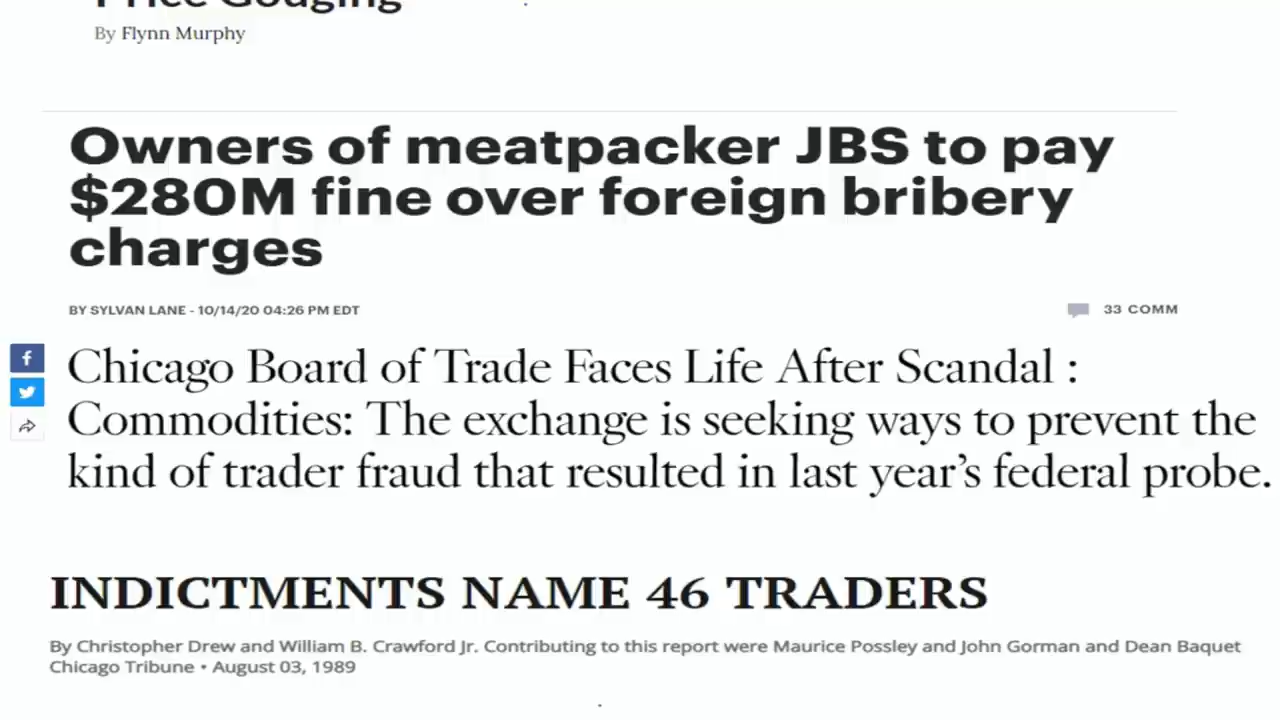 Price Gouging
By Flynn Murphy
Owners of meatpacker JBS to pay
$280M fine over foreign bribery
charges
BY SYLVAN LANE - 10/14/20 04:26 PM EDT
33 COMM
Chicago Board of Trade Faces Life After Scandal :
Commodities: The exchange is seeking ways to prevent the
kind of trader fraud that resulted in last year’s federal probe.
INDICTMENTS NAME 46 TRADERS
By Christopher Drew and William B. Crawford Jr. Contributing to this report were Maurice Possley and John Gorman and Dean Baquet
Chicago Tribune • August 03, 1989